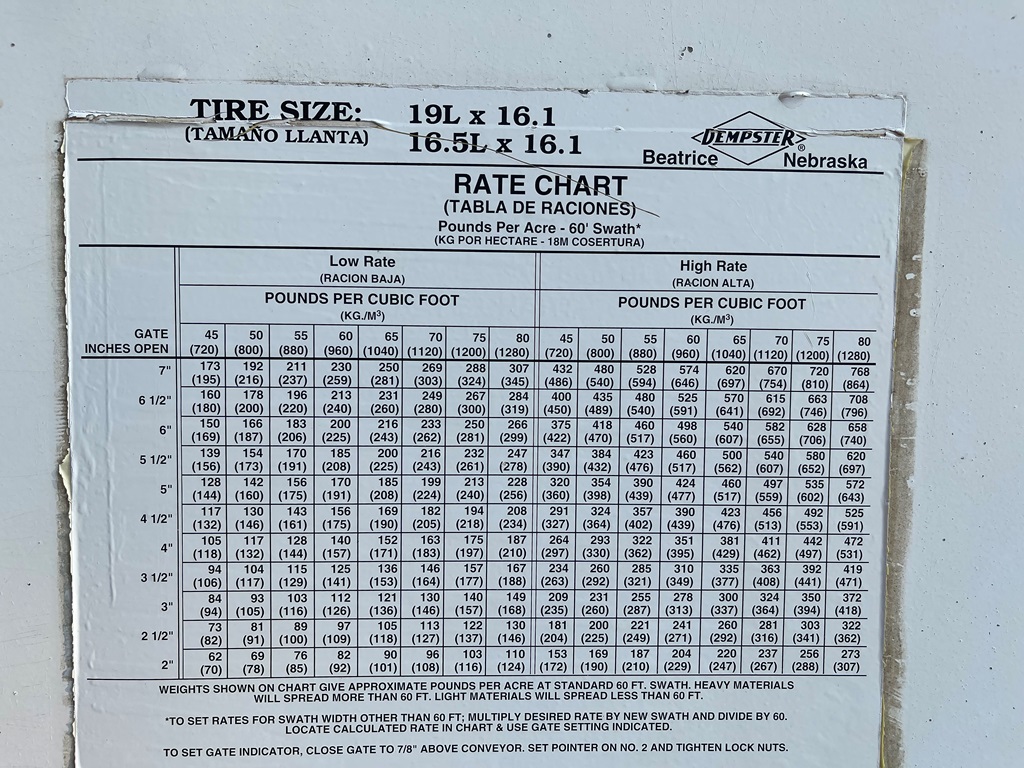 TIRE SIZE: 19L x 16.1
(TAMAÑO LLANTA) 16.5L x 16.1
DEMPSTER®
Beatrice Nebraska
RATE CHART
(TABLA DE RACIONES)
Pounds Per Acre - 60' Swath*
(KG POR HECTARE - 18M COSERTURA)
Low Rate High Rate
(RACION BAJA) (RACION ALTA)
POUNDS PER CUBIC FOOT POUNDS PER CUBIC FOOT
(KG./M³) (KG./M³)
GATE 45 50 55 60 65 70 75 80 45 50 55 60 65 70 75 80
INCHES OPEN (720) (800) (880) (960) (1040) (1120) (1200) (1280) (720) (800) (880) (960) (1040) (1120) (1200) (1280)
7" 173 192 211 230 250 269 288 307 432 480 528 574 620 670 720 768
(195) (216) (237) (259) (281) (303) (324) (345) (486) (540) (594) (646) (697) (754) (810) (864)
6 1/2" 160 178 196 213 231 249 267 284 400 435 480 525 570 615 663 708
(180) (200) (220) (240) (260) (280) (300) (319) (450) (489) (540) (591) (641) (692) (746) (796)
6" 150 166 183 200 216 233 250 266 375 418 460 498 540 582 628 658
(169) (187) (206) (225) (243) (262) (281) (299) (422) (470) (517) (560) (607) (655) (706) (740)
5 1/2" 139 154 170 185 200 216 232 247 347 384 423 460 500 540 580 620
(156) (173) (191) (208) (225) (243) (261) (278) (390) (432) (476) (517) (562) (607) (652) (697)
5" 128 142 156 170 185 199 213 228 320 354 390 424 460 497 535 572
(144) (160) (175) (191) (208) (224) (240) (256) (360) (398) (439) (477) (517) (559) (602) (643)
4 1/2" 117 130 143 156 169 182 194 208 291 324 357 390 423 456 492 525
(132) (146) (161) (175) (190) (205) (218) (234) (327) (364) (402) (439) (476) (513) (553) (591)
4" 105 117 128 140 152 163 175 187 264 293 322 351 381 411 442 472
(118) (132) (144) (157) (171) (183) (197) (210) (297) (330) (362) (395) (429) (462) (497) (531)
3 1/2" 94 104 115 125 136 146 157 167 234 260 285 310 335 363 392 419
(106) (117) (129) (141) (153) (164) (177) (188) (263) (292) (321) (349) (377) (408) (441) (471)
3" 84 93 103 112 121 130 140 149 209 231 255 278 300 324 350 372
(94) (105) (116) (126) (136) (146) (157) (168) (235) (260) (287) (313) (337) (364) (394) (418)
2 1/2" 73 81 89 97 105 113 122 130 181 200 221 241 260 281 303 322
(82) (91) (100) (109) (118) (127) (137) (146) (204) (225) (249) (271) (292) (316) (341) (362)
2" 62 69 76 82 90 96 103 110 153 169 187 204 220 237 256 273
(70) (78) (85) (92) (101) (108) (116) (124) (172) (190) (210) (229) (247) (267) (288) (307)
WEIGHTS SHOWN ON CHART GIVE APPROXIMATE POUNDS PER ACRE AT STANDARD 60 FT. SWATH. HEAVY MATERIALS
WILL SPREAD MORE THAN 60 FT. LIGHT MATERIALS WILL SPREAD LESS THAN 60 FT.
*TO SET RATES FOR SWATH WIDTH OTHER THAN 60 FT; MULTIPLY DESIRED RATE BY NEW SWATH AND DIVIDE BY 60.
LOCATE CALCULATED RATE IN CHART & USE GATE SETTING INDICATED.
TO SET GATE INDICATOR, CLOSE GATE TO 7/8" ABOVE CONVEYOR. SET POINTER ON NO. 2 AND TIGHTEN LOCK NUTS.